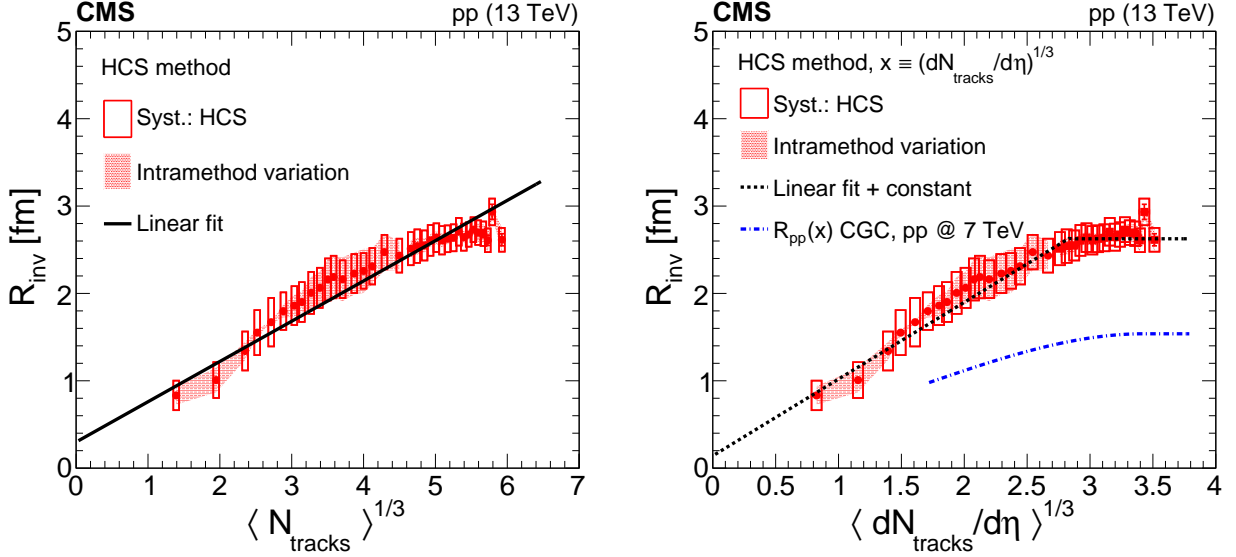 CMS pp (13 TeV)
HCS method
Syst.: HCS
Intramethod variation
Linear fit
R_inv [fm]
5
4
3
2
1
0
0 1 2 3 4 5 6 7
⟨ N_tracks ⟩^1/3
CMS pp (13 TeV)
HCS method, x ≡ (dN_tracks/dη)^1/3
Syst.: HCS
Intramethod variation
Linear fit + constant
R_pp(x) CGC, pp @ 7 TeV
R_inv [fm]
5
4
3
2
1
0
0 0.5 1 1.5 2 2.5 3 3.5 4
⟨ dN_tracks/dη ⟩^1/3